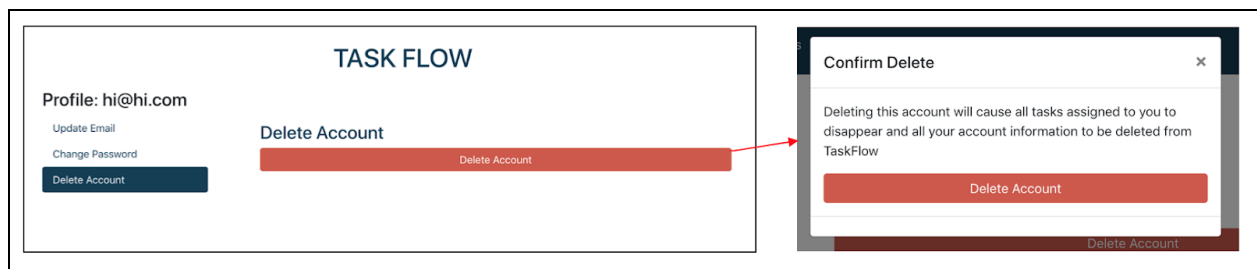 TASK FLOW
Profile: hi@hi.com
Update Email
Change Password
Delete Account
Delete Account
Delete Account
s
Confirm Delete ×
Deleting this account will cause all tasks assigned to you to
disappear and all your account information to be deleted from
TaskFlow
Delete Account
Delete Account